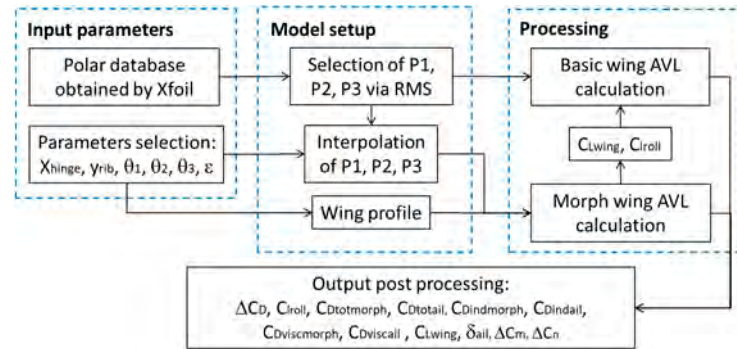 Input parameters
Polar database
obtained by Xfoil
Parameters selection:
Xhinge, yrib, θ1, θ2, θ3, ε
Model setup
Selection of P1,
P2, P3 via RMS
Interpolation
of P1, P2, P3
Wing profile
Processing
Basic wing AVL
calculation
CLwing, Clroll
Morph wing AVL
calculation
Output post processing:
ΔCD, Clroll, CDtotmorph, CDtotail, CDindmorph, CDindail,
CDviscmorph, CDviscail, CLwing, δail, ΔCm, ΔCn